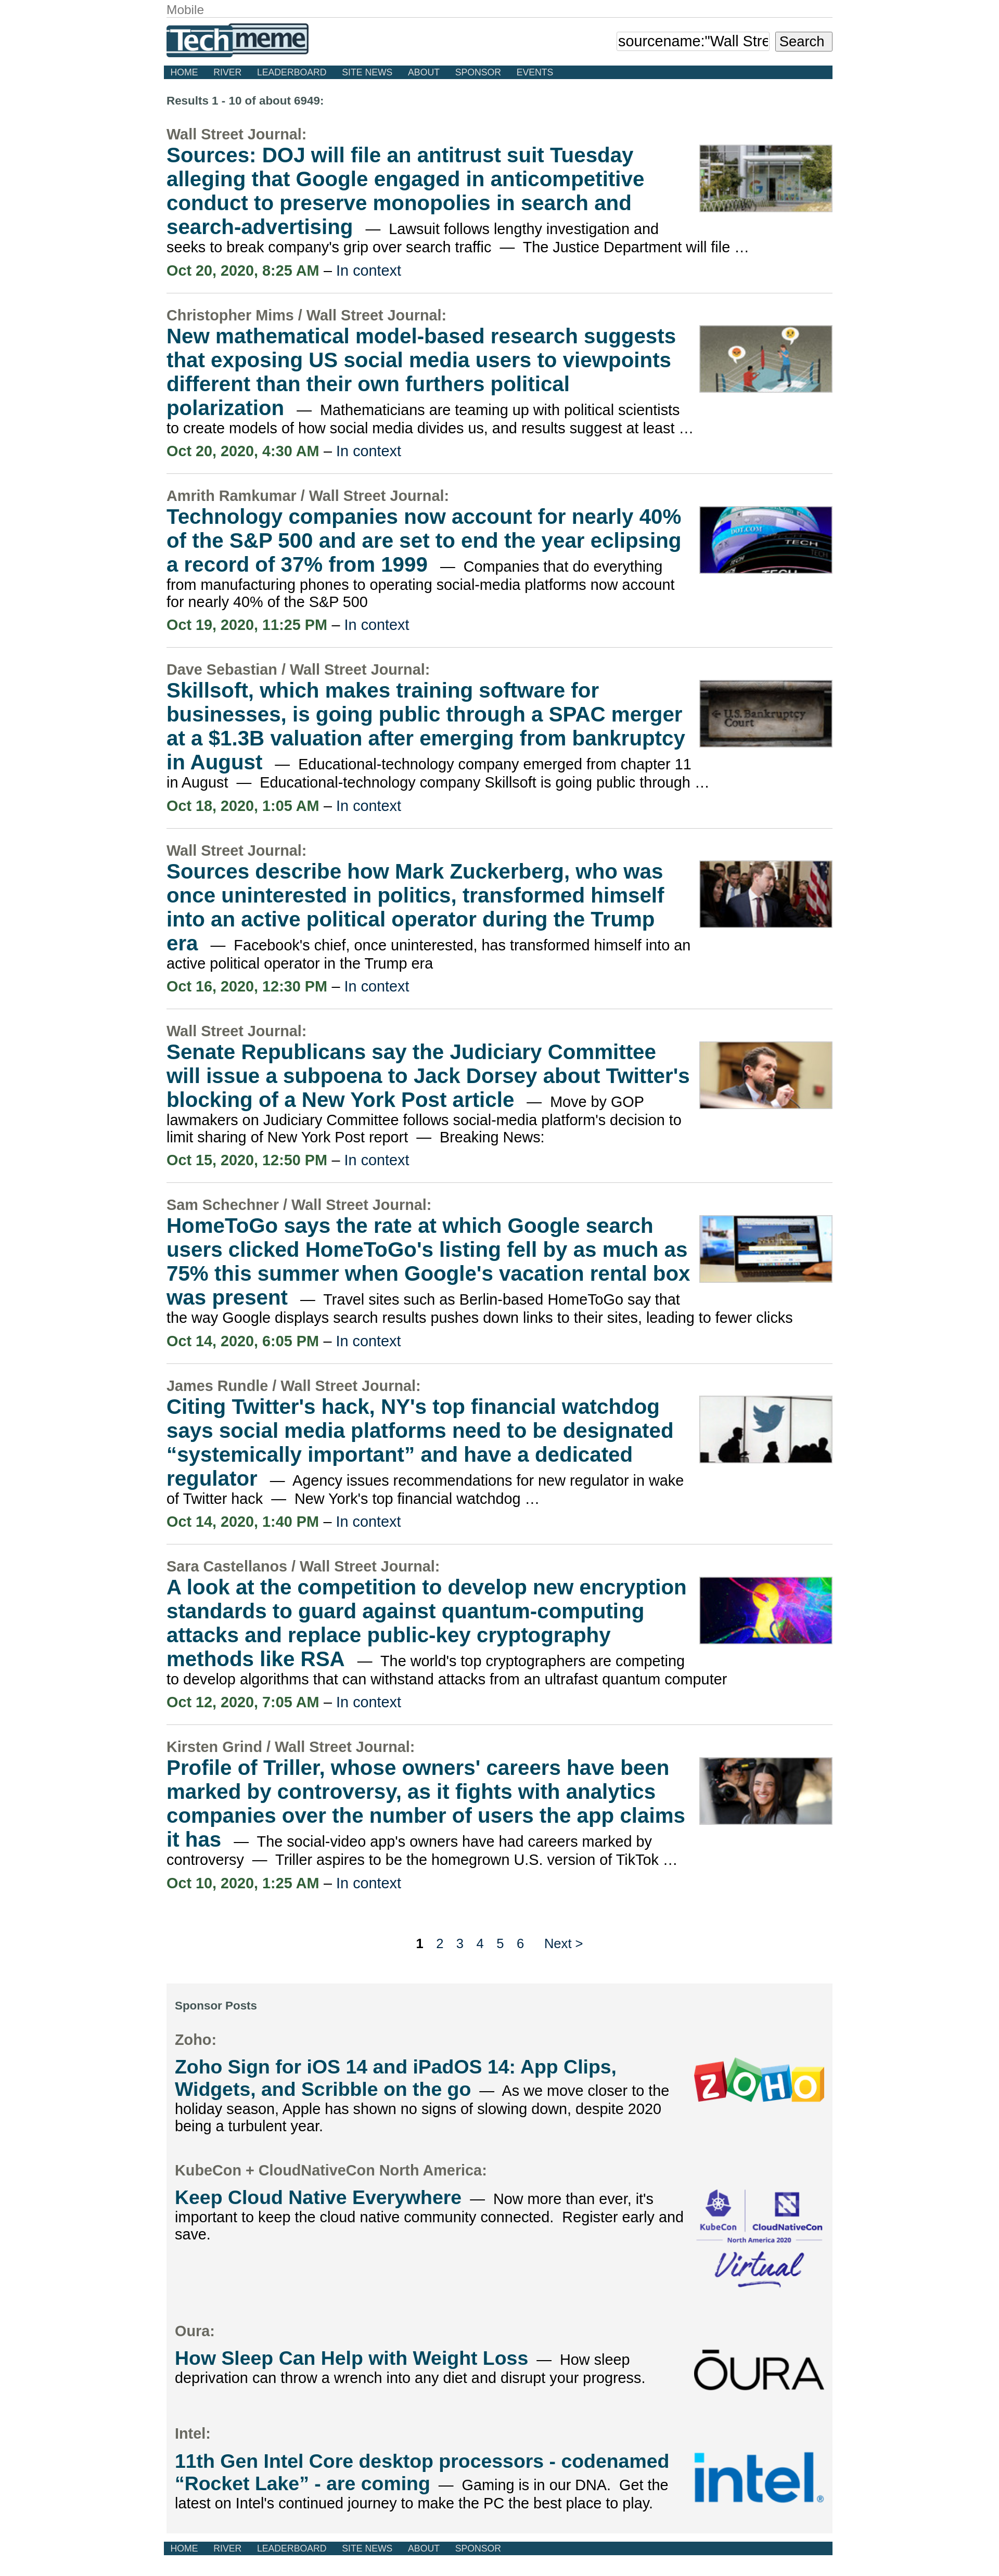 Mobile
Techmeme
sourcename:"Wall Stre
Search
HOME RIVER LEADERBOARD SITE NEWS ABOUT SPONSOR EVENTS
Results 1 - 10 of about 6949:
Wall Street Journal:
Sources: DOJ will file an antitrust suit Tuesday
alleging that Google engaged in anticompetitive
conduct to preserve monopolies in search and
search-advertising — Lawsuit follows lengthy investigation and
seeks to break company's grip over search traffic — The Justice Department will file …
Oct 20, 2020, 8:25 AM – In context
Christopher Mims / Wall Street Journal:
New mathematical model-based research suggests
that exposing US social media users to viewpoints
different than their own furthers political
polarization — Mathematicians are teaming up with political scientists
to create models of how social media divides us, and results suggest at least …
Oct 20, 2020, 4:30 AM – In context
Amrith Ramkumar / Wall Street Journal:
Technology companies now account for nearly 40%
of the S&P 500 and are set to end the year eclipsing
a record of 37% from 1999 — Companies that do everything
from manufacturing phones to operating social-media platforms now account
for nearly 40% of the S&P 500
DOT.COM
TECH
TECH
Oct 19, 2020, 11:25 PM – In context
Dave Sebastian / Wall Street Journal:
Skillsoft, which makes training software for
businesses, is going public through a SPAC merger
at a $1.3B valuation after emerging from bankruptcy
in August — Educational-technology company emerged from chapter 11
in August — Educational-technology company Skillsoft is going public through …
U.S. Bankruptcy
Court
Oct 18, 2020, 1:05 AM – In context
Wall Street Journal:
Sources describe how Mark Zuckerberg, who was
once uninterested in politics, transformed himself
into an active political operator during the Trump
era — Facebook's chief, once uninterested, has transformed himself into an
active political operator in the Trump era
Oct 16, 2020, 12:30 PM – In context
Wall Street Journal:
Senate Republicans say the Judiciary Committee
will issue a subpoena to Jack Dorsey about Twitter's
blocking of a New York Post article — Move by GOP
lawmakers on Judiciary Committee follows social-media platform's decision to
limit sharing of New York Post report — Breaking News:
Oct 15, 2020, 12:50 PM – In context
Sam Schechner / Wall Street Journal:
HomeToGo says the rate at which Google search
users clicked HomeToGo's listing fell by as much as
75% this summer when Google's vacation rental box
was present — Travel sites such as Berlin-based HomeToGo say that
the way Google displays search results pushes down links to their sites, leading to fewer clicks
Oct 14, 2020, 6:05 PM – In context
James Rundle / Wall Street Journal:
Citing Twitter's hack, NY's top financial watchdog
says social media platforms need to be designated
“systemically important” and have a dedicated
regulator — Agency issues recommendations for new regulator in wake
of Twitter hack — New York's top financial watchdog …
Oct 14, 2020, 1:40 PM – In context
Sara Castellanos / Wall Street Journal:
A look at the competition to develop new encryption
standards to guard against quantum-computing
attacks and replace public-key cryptography
methods like RSA — The world's top cryptographers are competing
to develop algorithms that can withstand attacks from an ultrafast quantum computer
Oct 12, 2020, 7:05 AM – In context
Kirsten Grind / Wall Street Journal:
Profile of Triller, whose owners' careers have been
marked by controversy, as it fights with analytics
companies over the number of users the app claims
it has — The social-video app's owners have had careers marked by
controversy — Triller aspires to be the homegrown U.S. version of TikTok …
Oct 10, 2020, 1:25 AM – In context
1 2 3 4 5 6 Next >
Sponsor Posts
Zoho:
Zoho Sign for iOS 14 and iPadOS 14: App Clips,
Widgets, and Scribble on the go — As we move closer to the
holiday season, Apple has shown no signs of slowing down, despite 2020
being a turbulent year.
ZOHO
KubeCon + CloudNativeCon North America:
Keep Cloud Native Everywhere — Now more than ever, it's
important to keep the cloud native community connected. Register early and
save.
KubeCon CloudNativeCon
North America 2020
Virtual
Oura:
How Sleep Can Help with Weight Loss — How sleep
deprivation can throw a wrench into any diet and disrupt your progress.
ŌURA
Intel:
11th Gen Intel Core desktop processors - codenamed
“Rocket Lake” - are coming — Gaming is in our DNA. Get the
latest on Intel's continued journey to make the PC the best place to play.
intel®
HOME RIVER LEADERBOARD SITE NEWS ABOUT SPONSOR